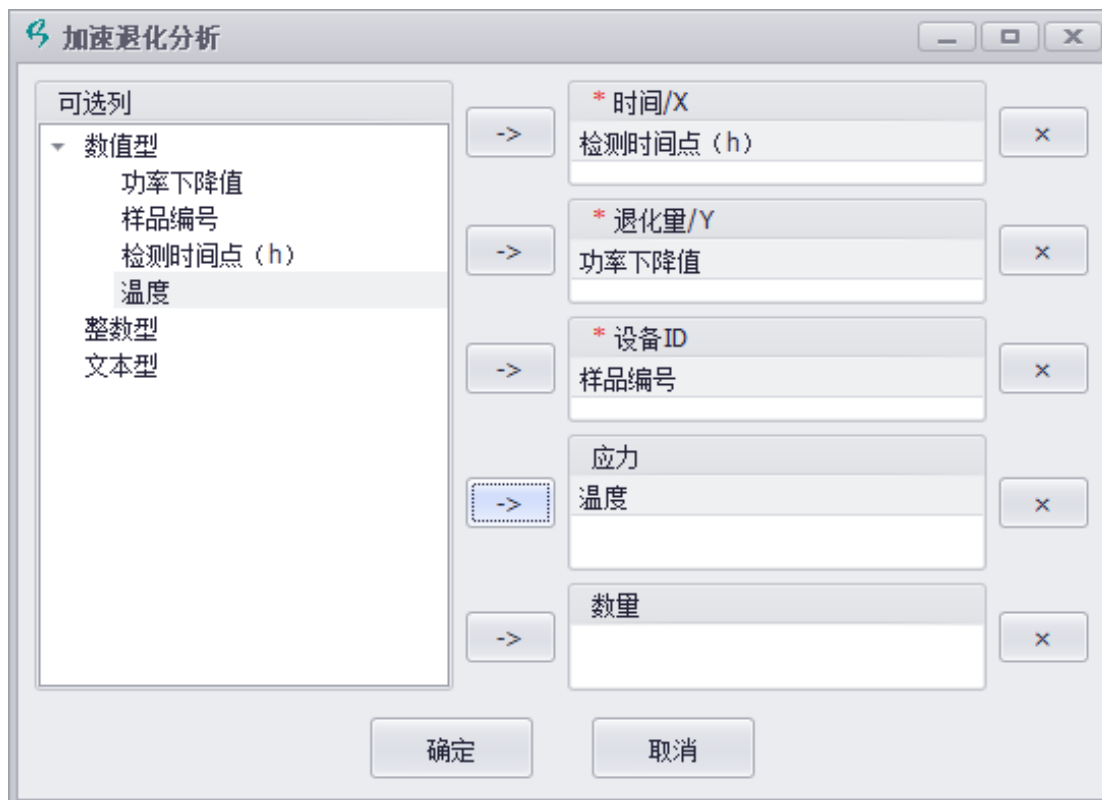 加速退化分析
可选列
数值型
功率下降值
样品编号
检测时间点（h）
温度
整数型
文本型
->
* 时间/X
检测时间点（h）
×
->
* 退化量/Y
功率下降值
×
->
* 设备ID
样品编号
×
->
应力
温度
×
->
数量
×
确定
取消